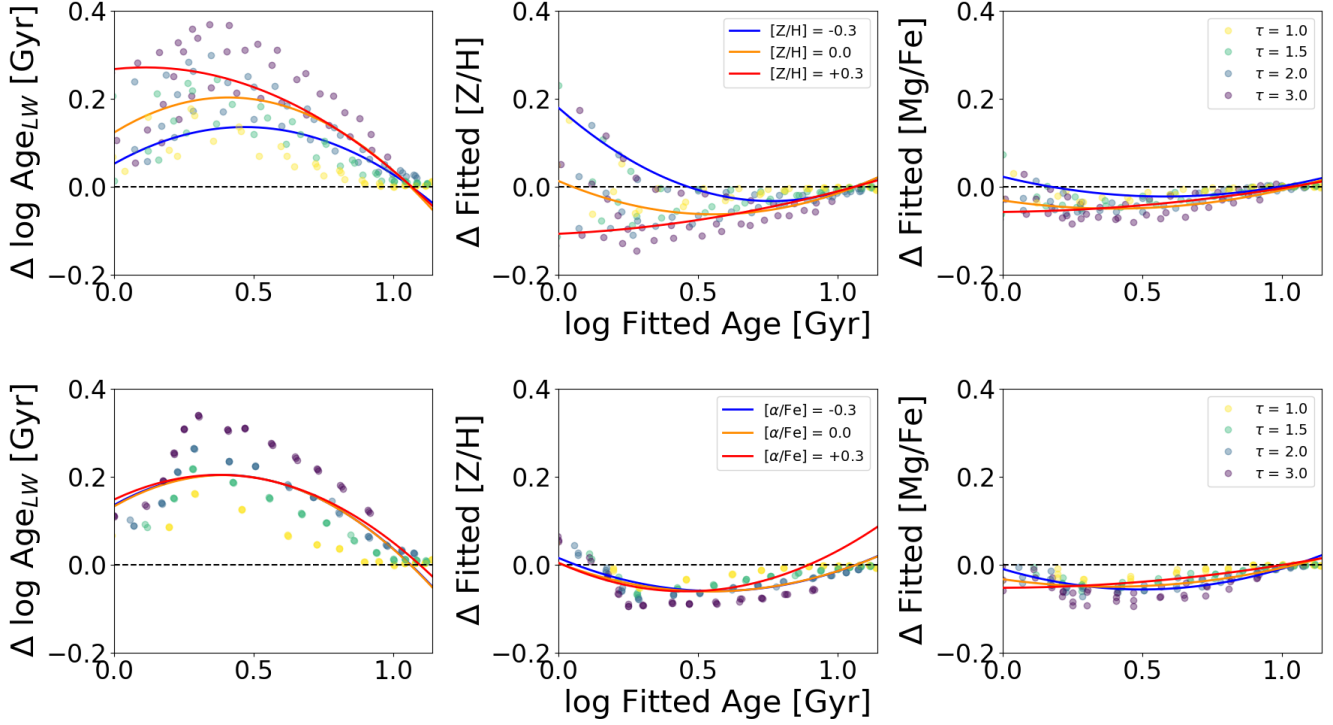 Δ log Age_LW [Gyr]
0.4
0.2
0.0
−0.2
0.0
0.5
1.0
Δ Fitted [Z/H]
0.4
0.2
0.0
−0.2
0.0
0.5
1.0
log Fitted Age [Gyr]
[Z/H] = -0.3
[Z/H] = 0.0
[Z/H] = +0.3
Δ Fitted [Mg/Fe]
0.4
0.2
0.0
−0.2
0.0
0.5
1.0
τ = 1.0
τ = 1.5
τ = 2.0
τ = 3.0
Δ log Age_LW [Gyr]
0.4
0.2
0.0
−0.2
0.0
0.5
1.0
Δ Fitted [Z/H]
0.4
0.2
0.0
−0.2
0.0
0.5
1.0
log Fitted Age [Gyr]
[α/Fe] = -0.3
[α/Fe] = 0.0
[α/Fe] = +0.3
Δ Fitted [Mg/Fe]
0.4
0.2
0.0
−0.2
0.0
0.5
1.0
τ = 1.0
τ = 1.5
τ = 2.0
τ = 3.0